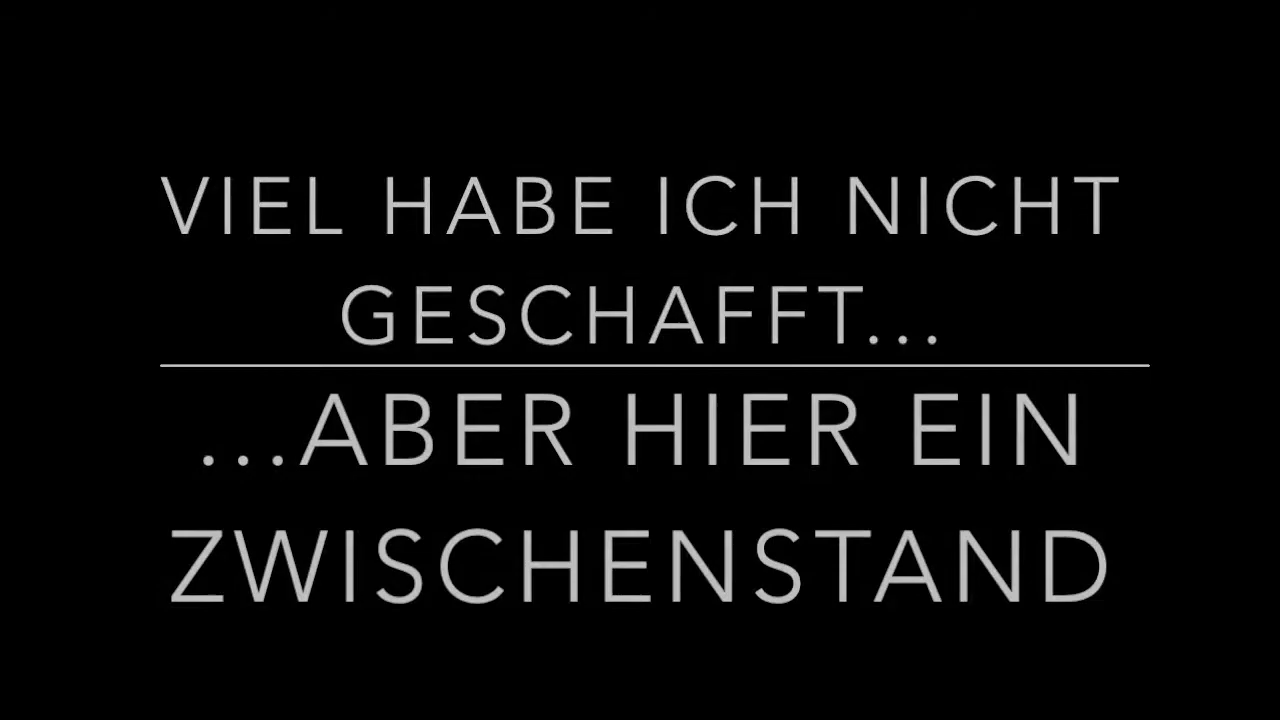 VIEL HABE ICH NICHT
GESCHAFFT...
...ABER HIER EIN
ZWISCHENSTAND